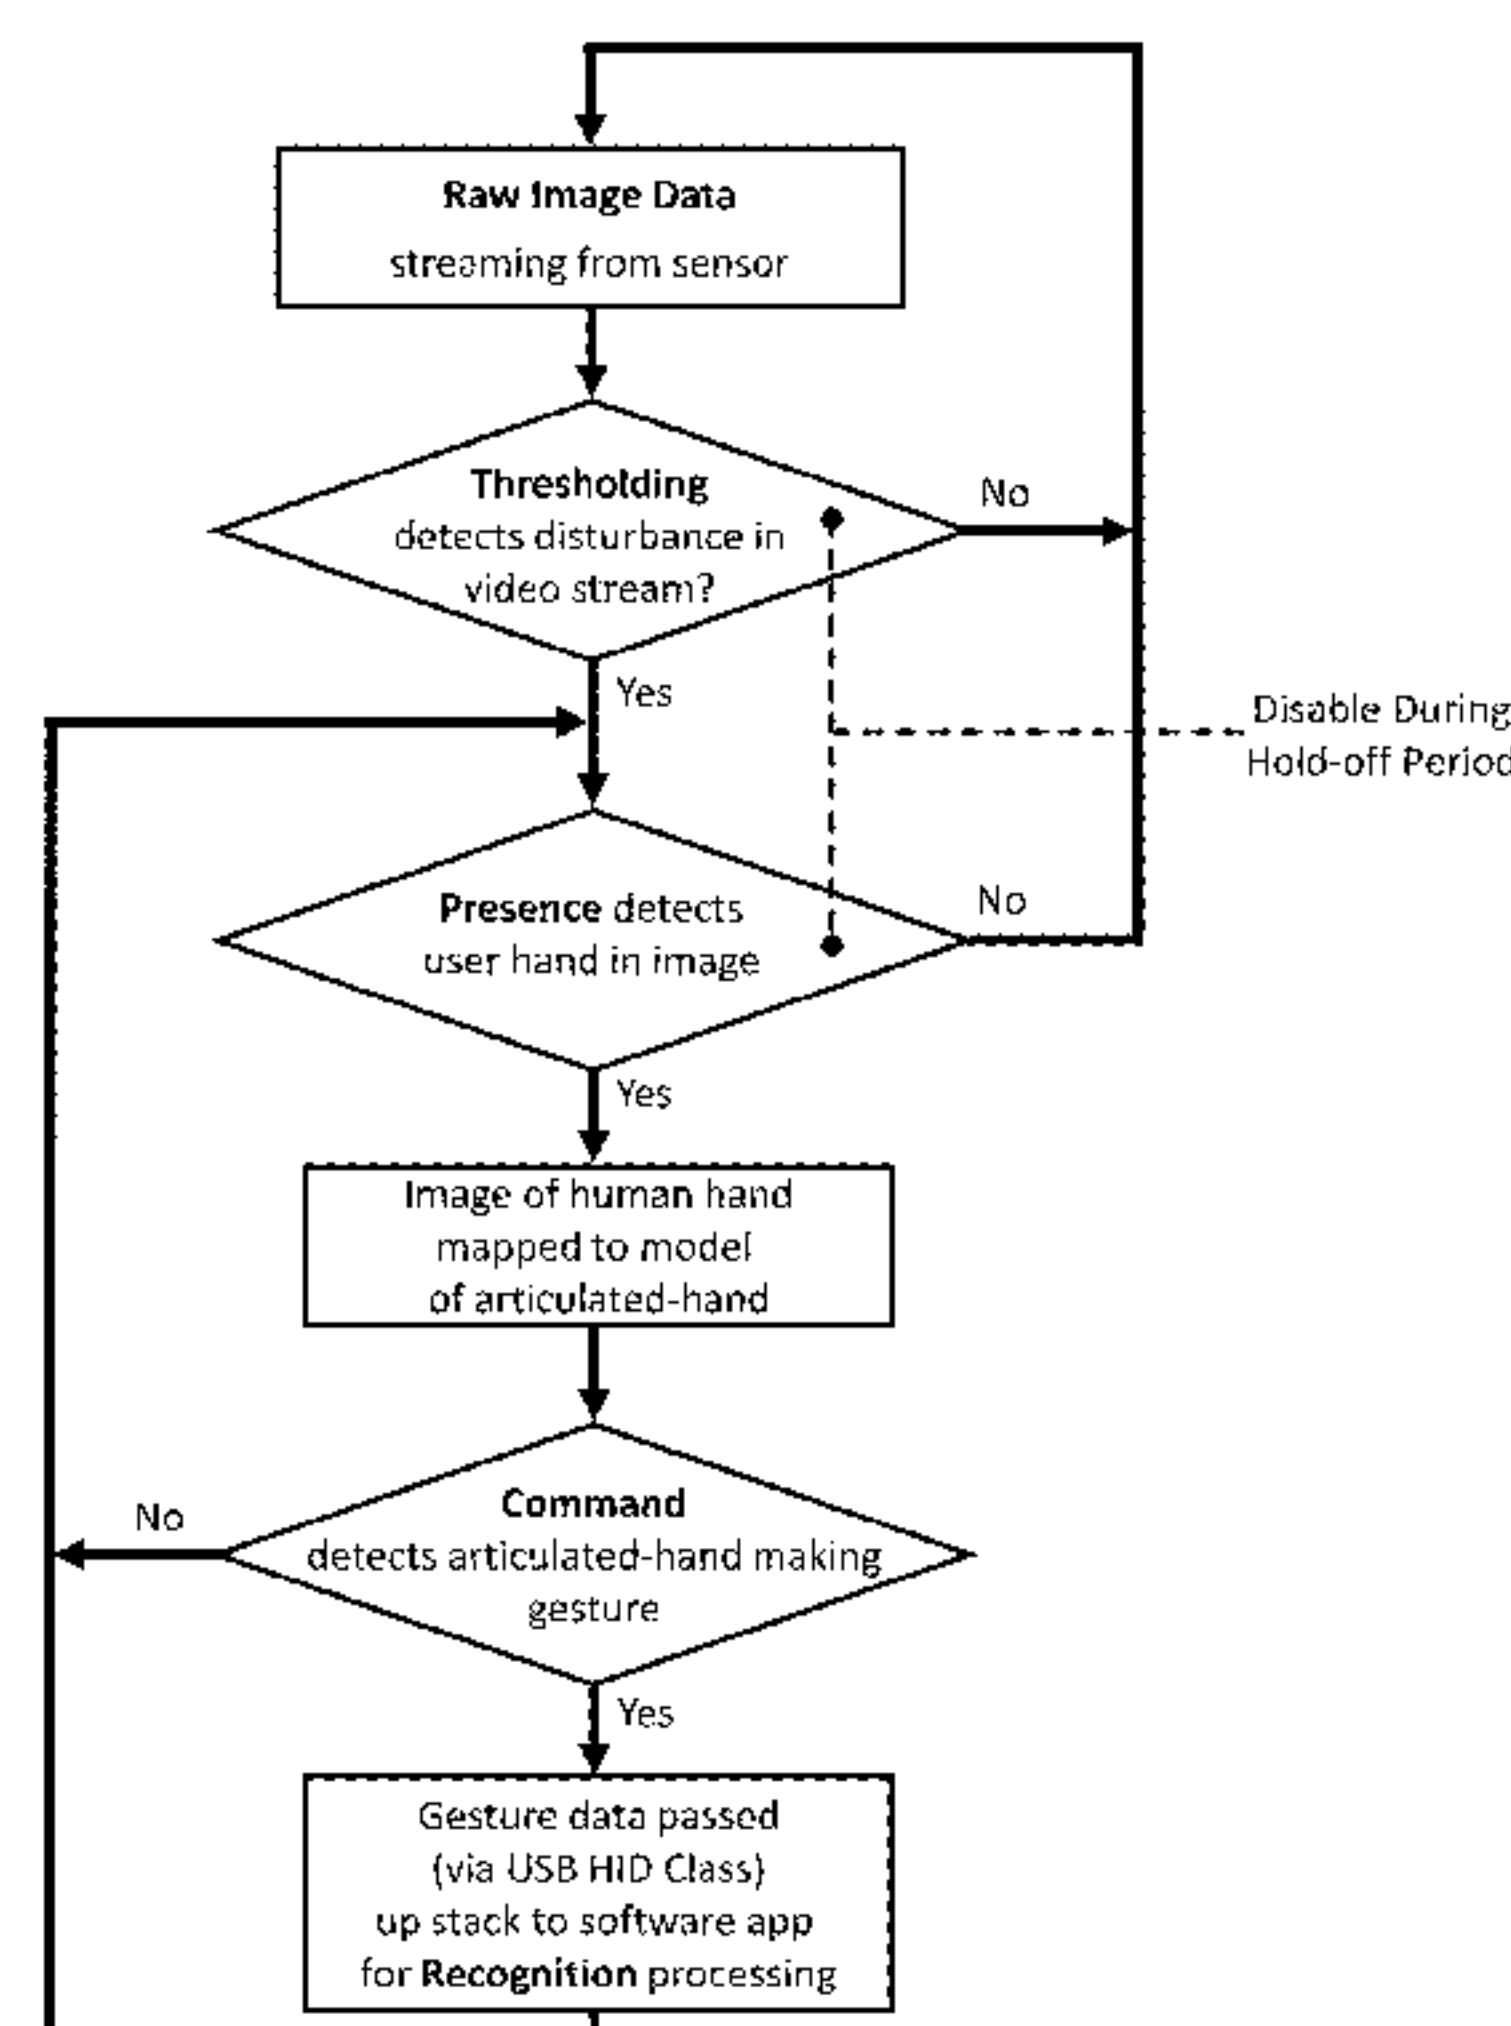 Raw Image Data
streaming from sensor
Thresholding
detects disturbance in
video stream?
No
Yes
Disable During
Hold-off Period
Presence detects
user hand in image
No
Yes
Image of human hand
mapped to model
of articulated-hand
Command
detects articulated-hand making
gesture
No
Yes
Gesture data passed
(via USB HID Class)
up stack to software app
for Recognition processing